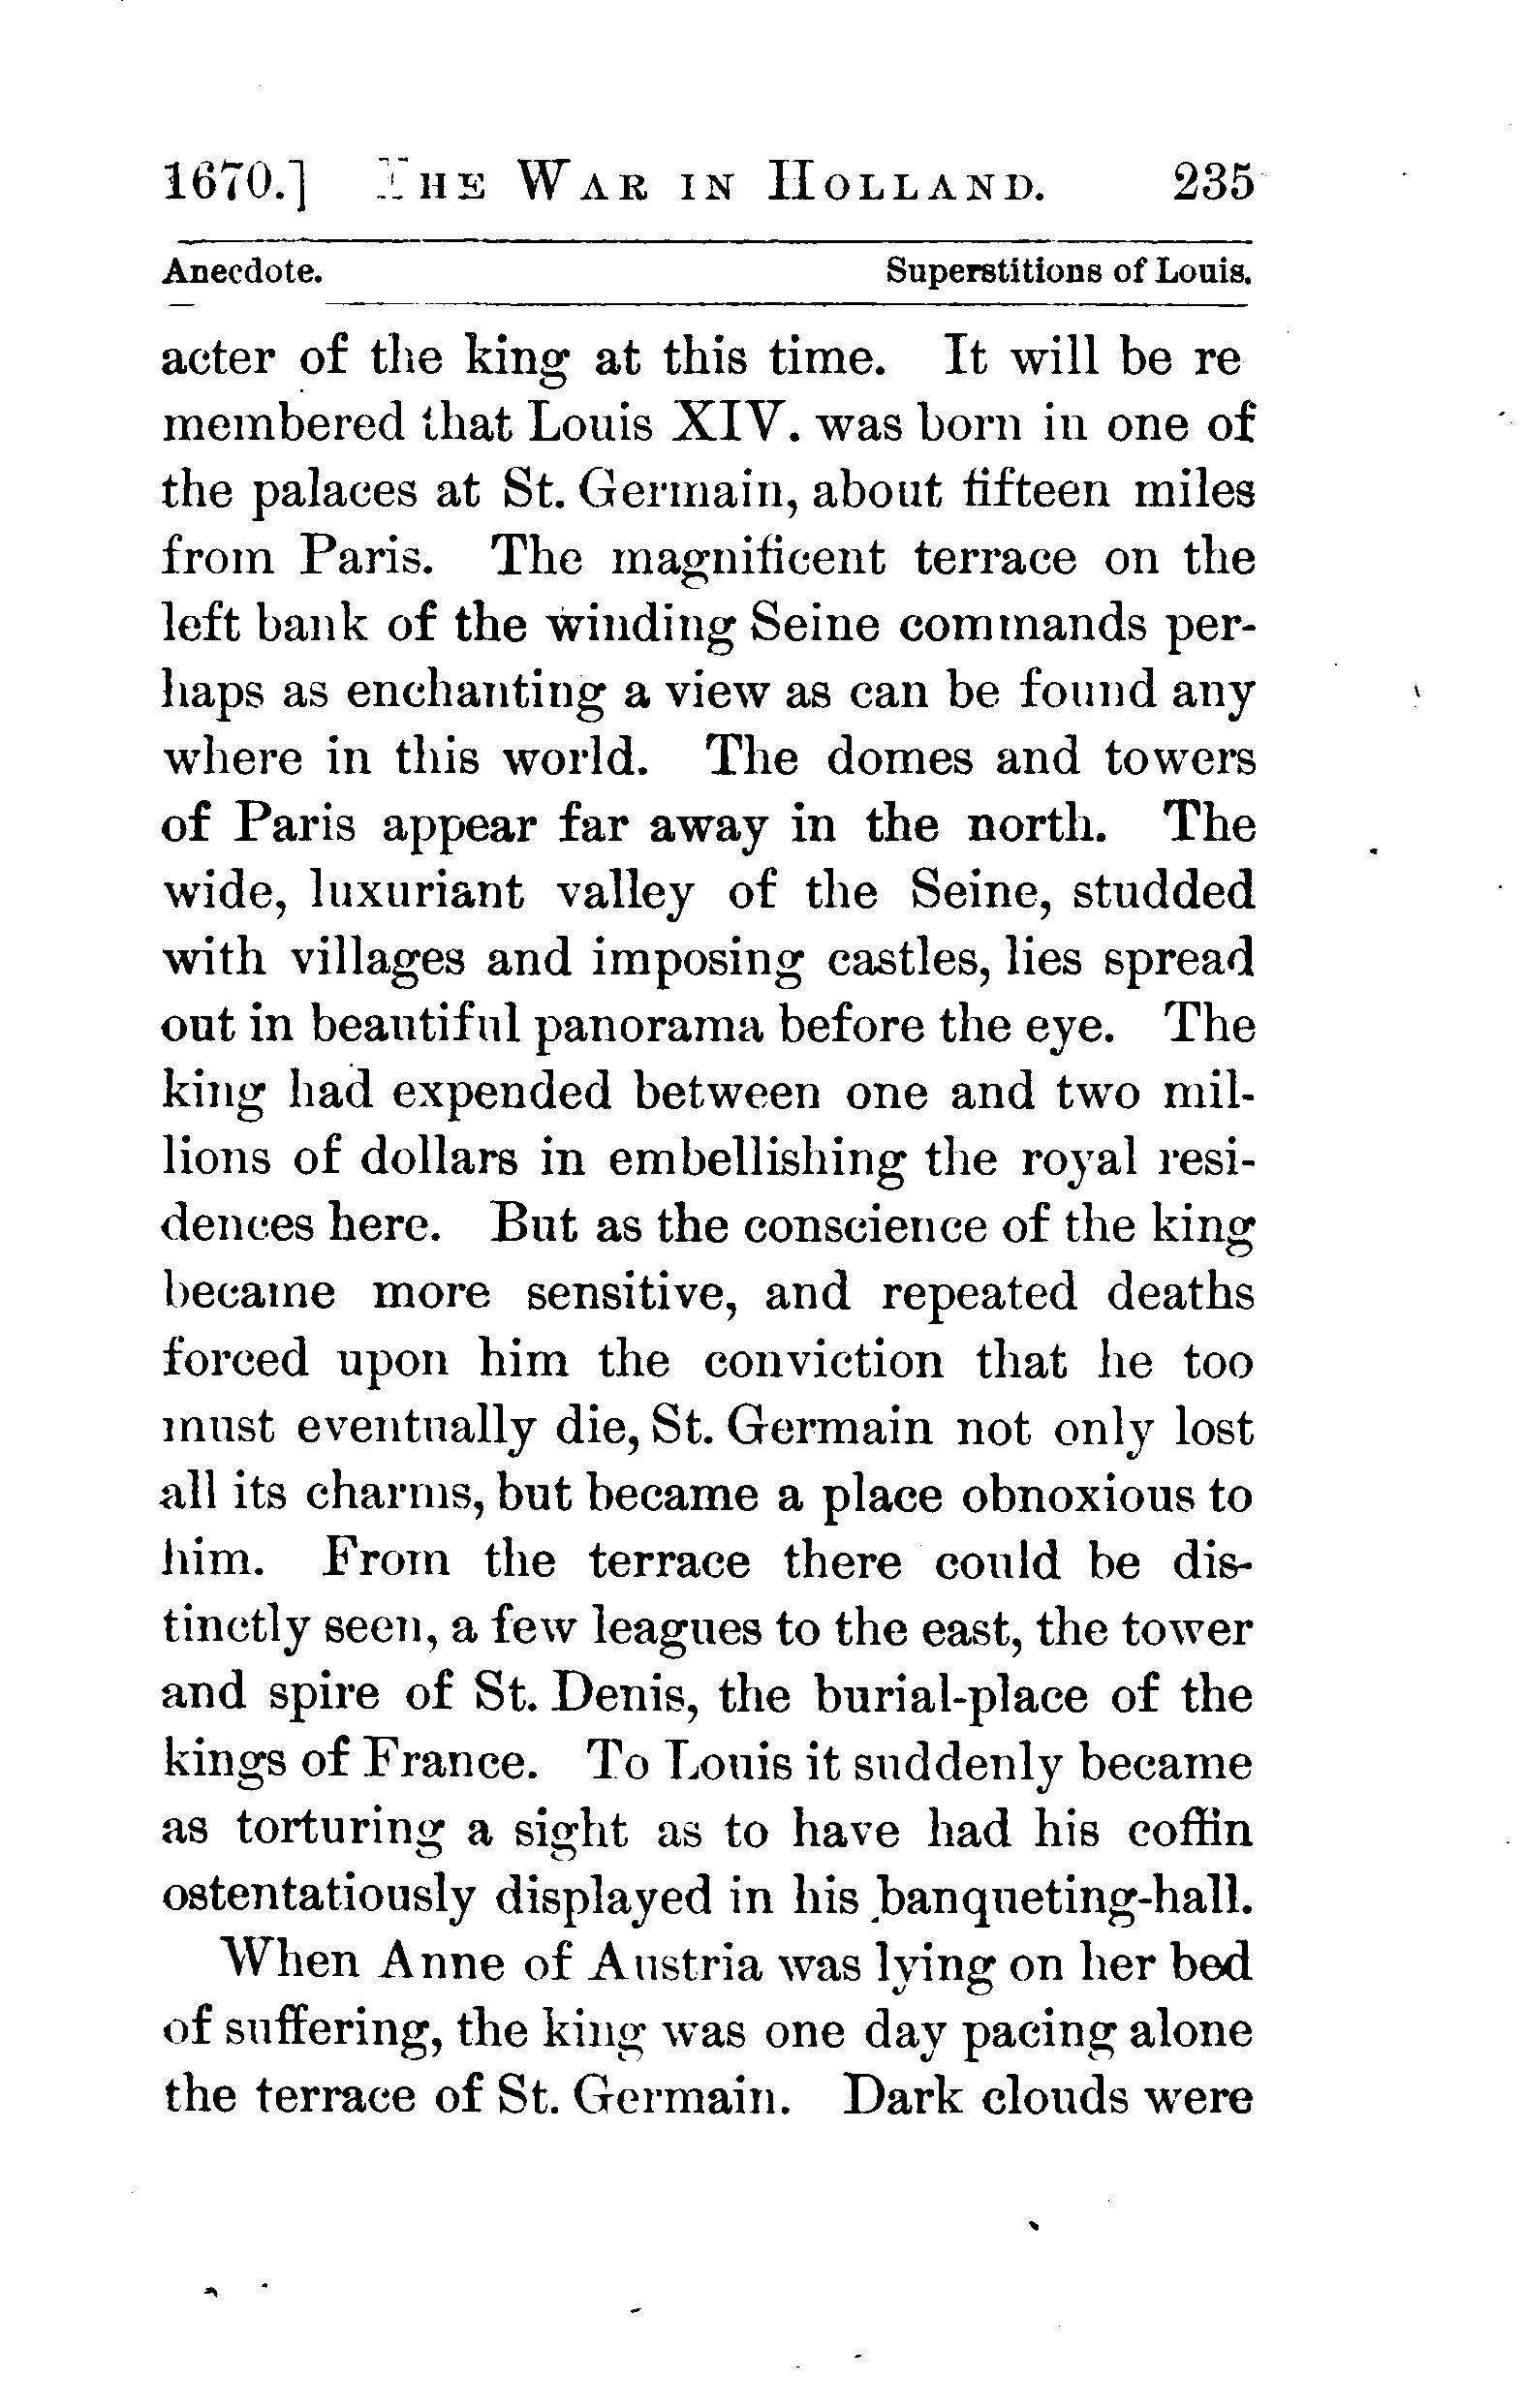 1670.] THE WAR IN HOLLAND. 235
Anecdote. Superstitions of Louis.
acter of the king at this time. It will be re
membered that Louis XIV. was born in one of
the palaces at St. Germain, about fifteen miles
from Paris. The magnificent terrace on the
left bank of the winding Seine commands per-
haps as enchanting a view as can be found any
where in this world. The domes and towers
of Paris appear far away in the north. The
wide, luxuriant valley of the Seine, studded
with villages and imposing castles, lies spread
out in beautiful panorama before the eye. The
king had expended between one and two mil-
lions of dollars in embellishing the royal resi-
dences here. But as the conscience of the king
became more sensitive, and repeated deaths
forced upon him the conviction that he too
must eventually die, St. Germain not only lost
all its charms, but became a place obnoxious to
him. From the terrace there could be dis-
tinctly seen, a few leagues to the east, the tower
and spire of St. Denis, the burial-place of the
kings of France. To Louis it suddenly became
as torturing a sight as to have had his coffin
ostentatiously displayed in his banqueting-hall.
When Anne of Austria was lying on her bed
of suffering, the king was one day pacing alone
the terrace of St. Germain. Dark clouds were